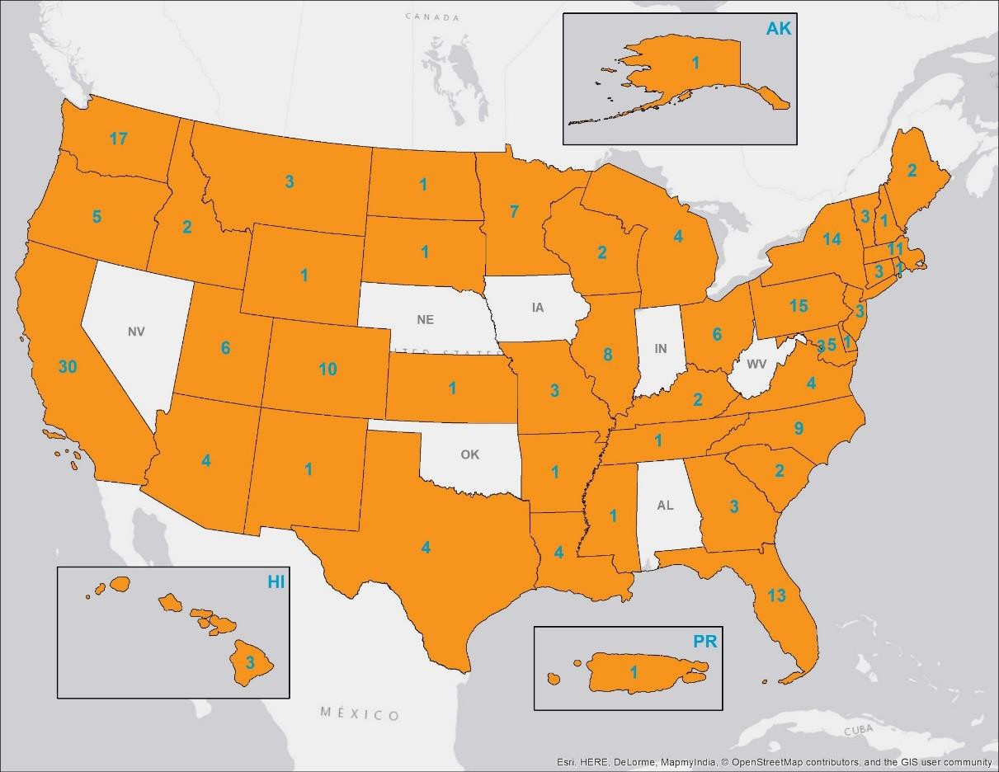 CANADA
AK
1
17
3
1
7
2
5
2
1
1
2
4
14
3
1
11
3
1
NV
NE
IA
UNITED STATES
15
3
30
6
10
1
3
8
IN
6
WV
35
1
4
2
4
1
OK
1
1
9
2
1
AL
3
4
4
13
HI
3
PR
1
MÉXICO
CUBA
Esri, HERE, DeLorme, MapmyIndia, © OpenStreetMap contributors, and the GIS user community